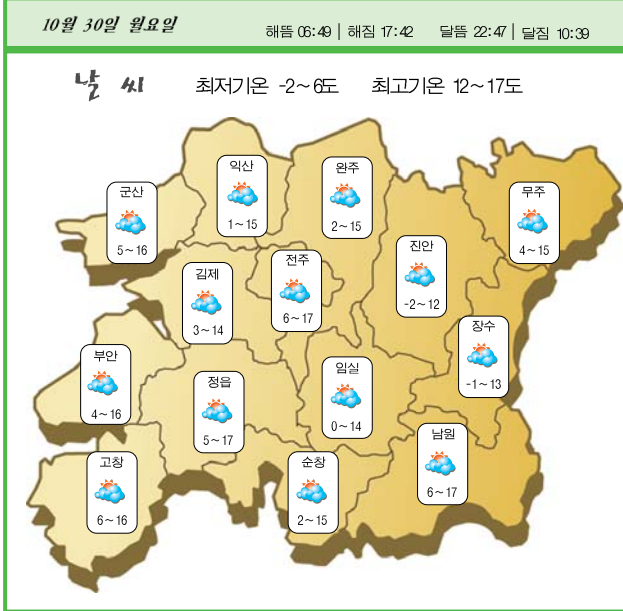 10월 30일 월요일
해뜸 06:49 | 해짐 17:42 달뜸 22:47 | 달짐 10:39
날 씨 최저기온 -2~6도 최고기온 12~17도
익산
1~15
완주
2~15
군산
5~16
무주
4~15
진안
-2~12
전주
6~17
김제
3~14
장수
-1~13
부안
4~16
임실
0~14
정읍
5~17
남원
6~17
고창
6~16
순창
2~15